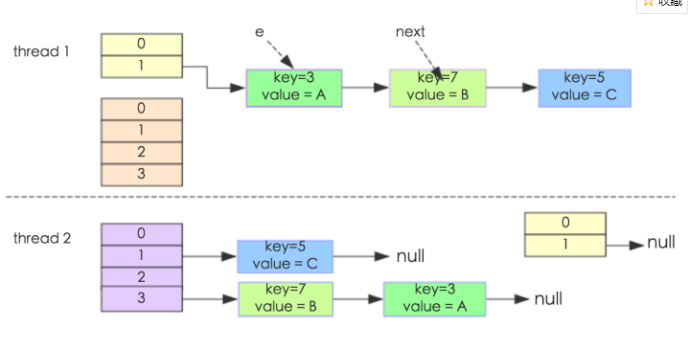 收藏
thread 1
0
1
e
next
key=3
value = A
key=7
value = B
key=5
value = C
0
1
2
3
thread 2
0
1
2
3
key=5
value = C
null
key=7
value = B
key=3
value = A
null
0
1
null